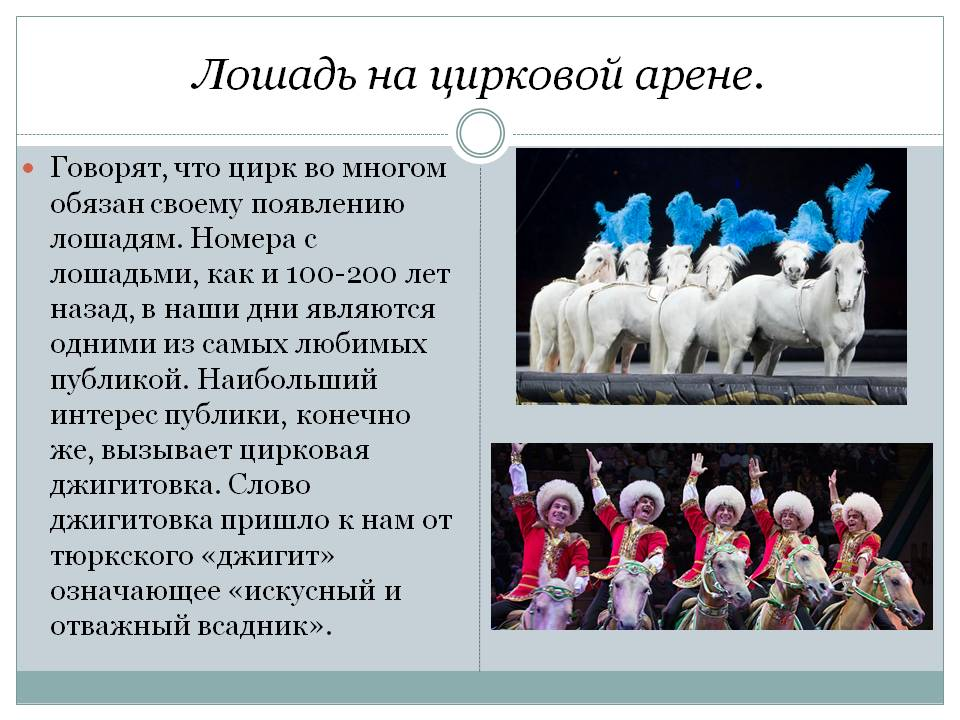 Лошадь на цирковой арене.
Говорят, что цирк во многом
обязан своему появлению
лошадям. Номера с
лошадьми, как и 100-200 лет
назад, в наши дни являются
одними из самых любимых
публикой. Наибольший
интерес публики, конечно
же, вызывает цирковая
джигитовка. Слово
джигитовка пришло к нам от
тюркского «джигит»
означающее «искусный и
отважный всадник».